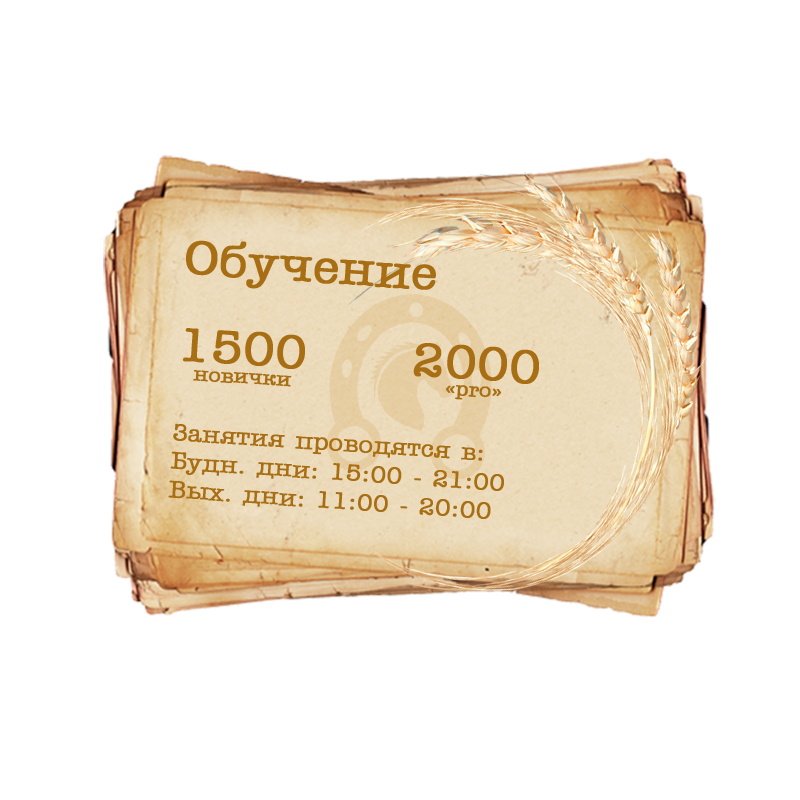 Обучение
1500 2000
новички «pro»
Занятия проводятся в:
Будн. дни: 15:00 - 21:00
Вых. дни: 11:00 - 20:00